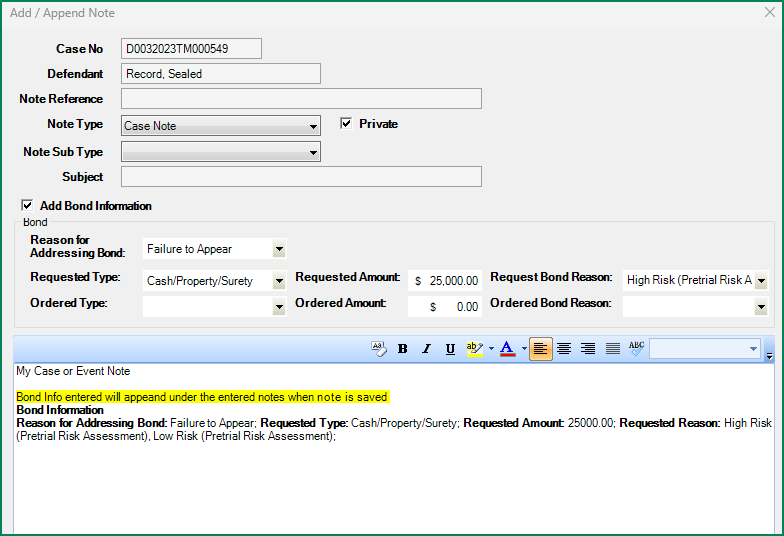 Add / Append Note
Case No D0032023TM000549
Defendant Record, Sealed
Note Reference
Note Type Case Note Private
Note Sub Type
Subject
Add Bond Information
Bond
Reason for
Addressing Bond: Failure to Appear
Requested Type: Cash/Property/Surety Requested Amount: $ 25,000.00 Request Bond Reason: High Risk (Pretrial Risk A
Ordered Type: Ordered Amount: $ 0.00 Ordered Bond Reason:
B I U ab A ABC
My Case or Event Note
Bond Info entered will appeand under the entered notes when note is saved
Bond Information
Reason for Addressing Bond: Failure to Appear; Requested Type: Cash/Property/Surety; Requested Amount: 25000.00; Requested Reason: High Risk
(Pretrial Risk Assessment), Low Risk (Pretrial Risk Assessment);